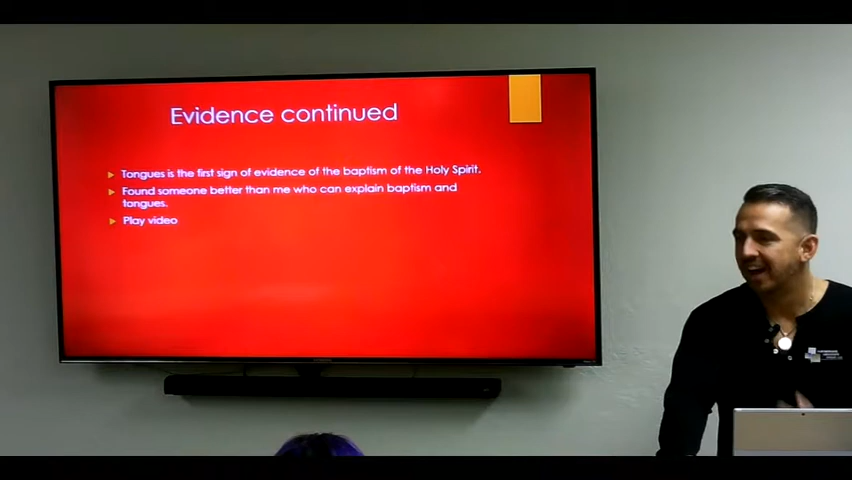 Evidence continued
Tongues is the first sign of evidence of the baptism of the Holy Spirit.
Found someone better than me who can explain baptism and
tongues.
Play video